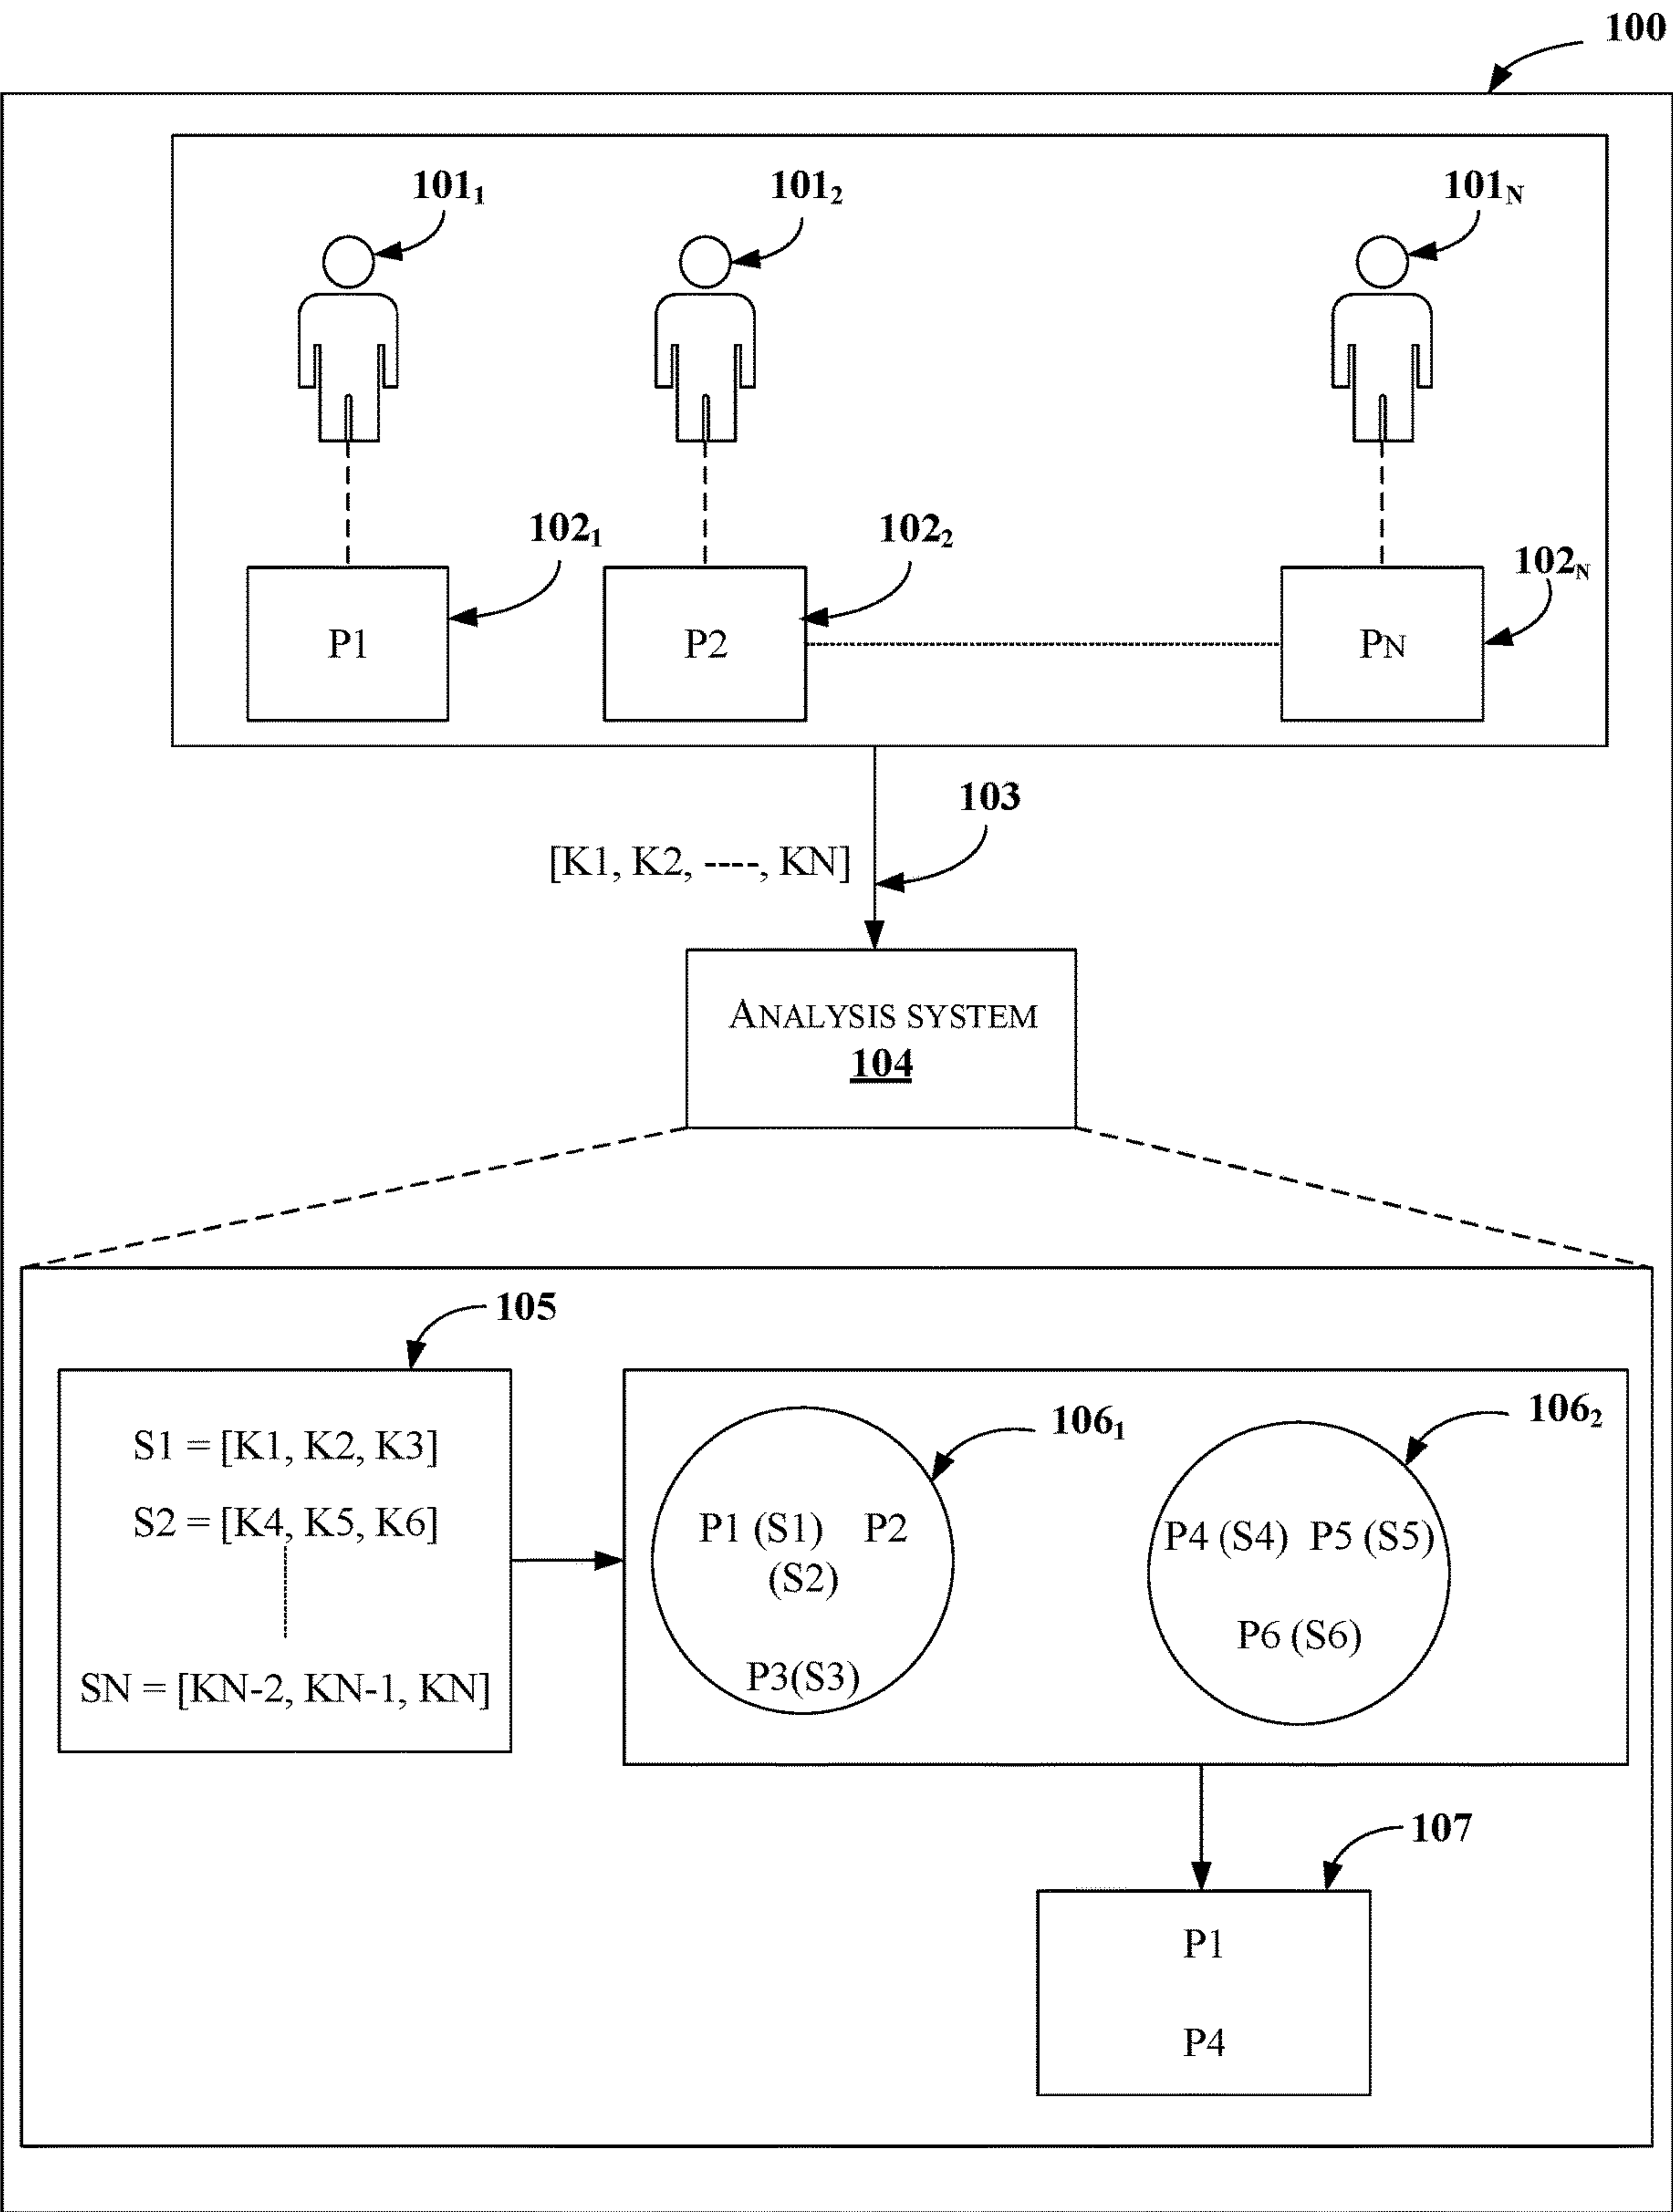 100
101₁ 101₂ 101N
102₁ 102₂ 102N
P1 P2 PN
103
[K1, K2, ----, KN]
ANALYSIS SYSTEM
104
105
S1 = [K1, K2, K3]
S2 = [K4, K5, K6]
SN = [KN-2, KN-1, KN]
106₁
P1 (S1) P2
(S2)
P3(S3)
106₂
P4 (S4) P5 (S5)
P6 (S6)
107
P1
P4